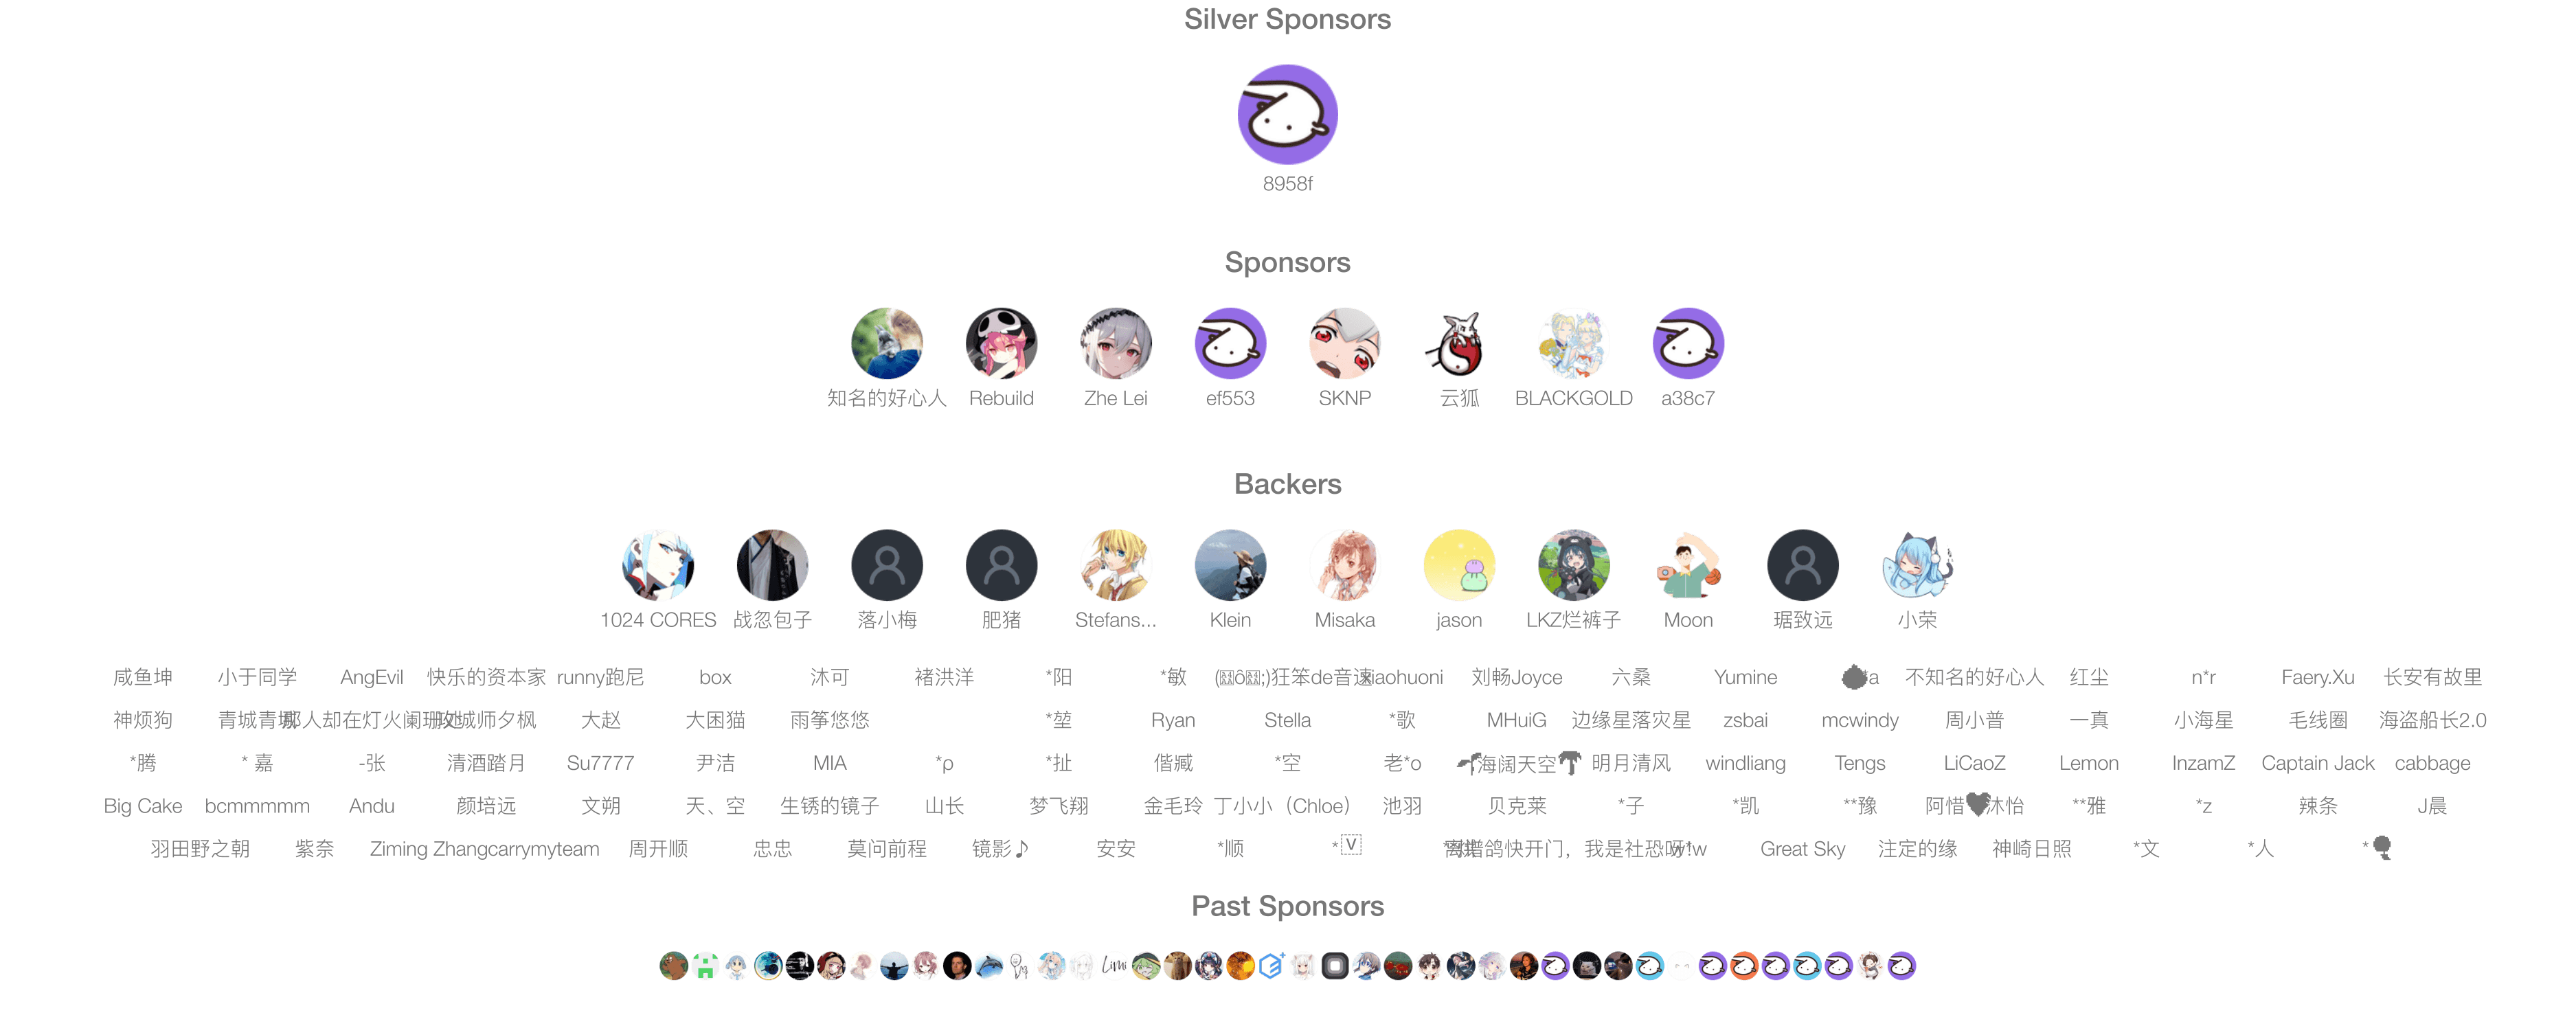 Silver Sponsors
8958f
Sponsors
知名的好心人 Rebuild Zhe Lei ef553 SKNP 云狐 BLACKGOLD a38c7
Backers
1024 CORES 战忽包子 落小梅 肥猪 Stefans... Klein Misaka jason LKZ烂裤子 Moon 琚致远 小荣
咸鱼坤 小于同学 AngEvil 快乐的资本家 runny跑尼 box 沐可 褚洪洋 *阳 *敏 狂笨de音速 刘畅Joyce 六桑 Yumine 不知名的好心人 红尘 n*r Faery.Xu 长安有故里
神烦狗 青城青城 那人却在灯火阑珊处 玫城师夕枫 大赵 大困猫 雨筝悠悠 *堃 Ryan Stella *歌 MHuiG 边缘星落灾星 zsbai mcwindy 周小普 一真 小海星 毛线圈 海盗船长2.0
*腾 * 嘉 -张 清酒踏月 Su7777 尹洁 MIA *ρ *扯 偕臧 *空 老*o 海阔天空 明月清风 windliang Tengs LiCaoZ Lemon InzamZ Captain Jack cabbage
Big Cake bcmmmmm Andu 颜培远 文朔 天、空 生锈的镜子 山长 梦飞翔 金毛玲 丁小小（Chloe） 池羽 贝克莱 *子 *凯 **豫 阿惜🖤沐怡 **雅 *z 辣条 J晨
羽田野之朝 紫奈 Ziming Zhang carrymyteam 周开顺 忠忠 莫问前程 镜影♪ 安安 *顺 *🅅 鸽快开门，我是社恐呀! Great Sky 注定的缘 神崎日照 *文 *人 *
Past Sponsors
Limi